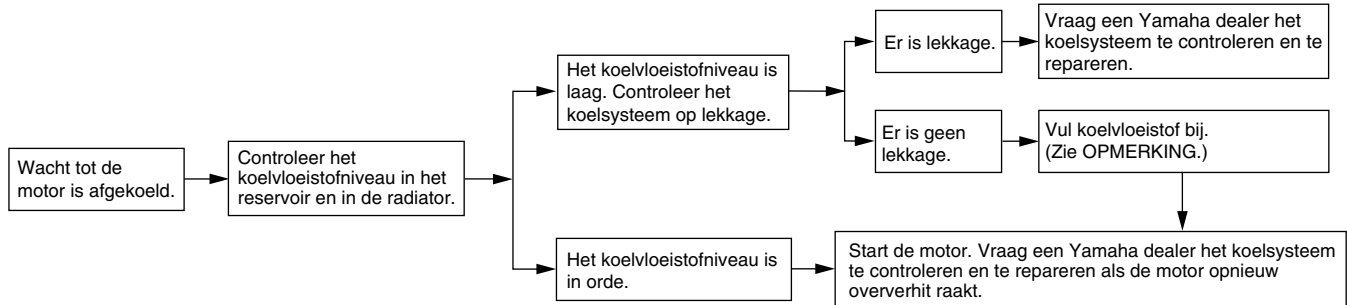 Wacht tot de
motor is afgekoeld.
Controleer het
koelvloeistofniveau in het
reservoir en in de radiator.
Het koelvloeistofniveau is
laag. Controleer het
koelsysteem op lekkage.
Er is lekkage.
Vraag een Yamaha dealer het
koelsysteem te controleren en te
repareren.
Er is geen
lekkage.
Vul koelvloeistof bij.
(Zie OPMERKING.)
Het koelvloeistofniveau is
in orde.
Start de motor. Vraag een Yamaha dealer het koelsysteem
te controleren en te repareren als de motor opnieuw
oververhit raakt.